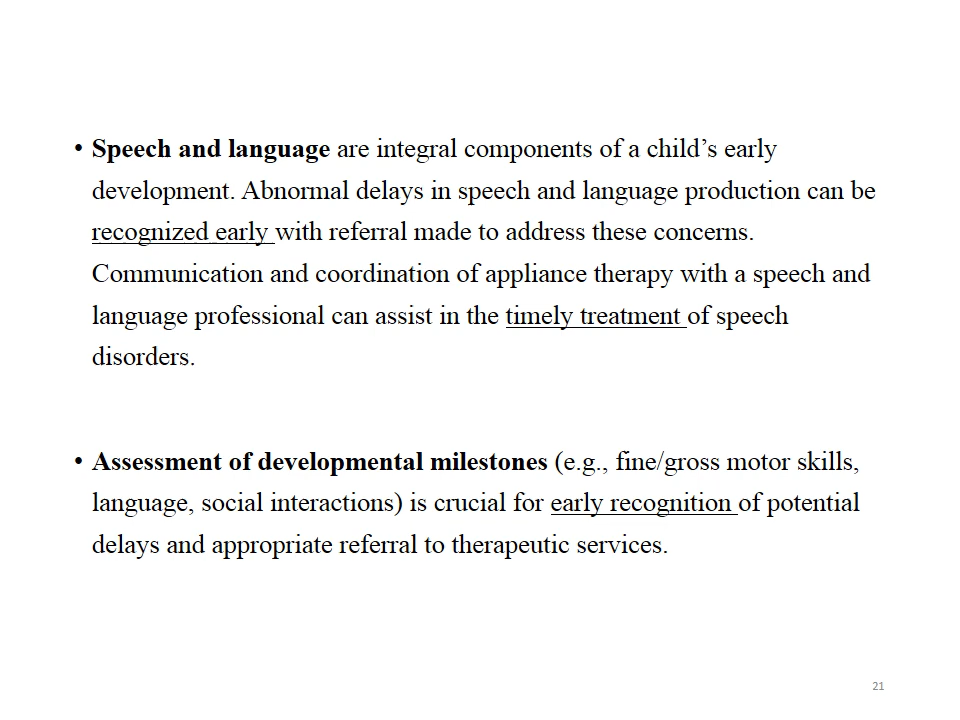 • Speech and language are integral components of a child’s early
development. Abnormal delays in speech and language production can be
recognized early with referral made to address these concerns.
Communication and coordination of appliance therapy with a speech and
language professional can assist in the timely treatment of speech
disorders.
• Assessment of developmental milestones (e.g., fine/gross motor skills,
language, social interactions) is crucial for early recognition of potential
delays and appropriate referral to therapeutic services.
21